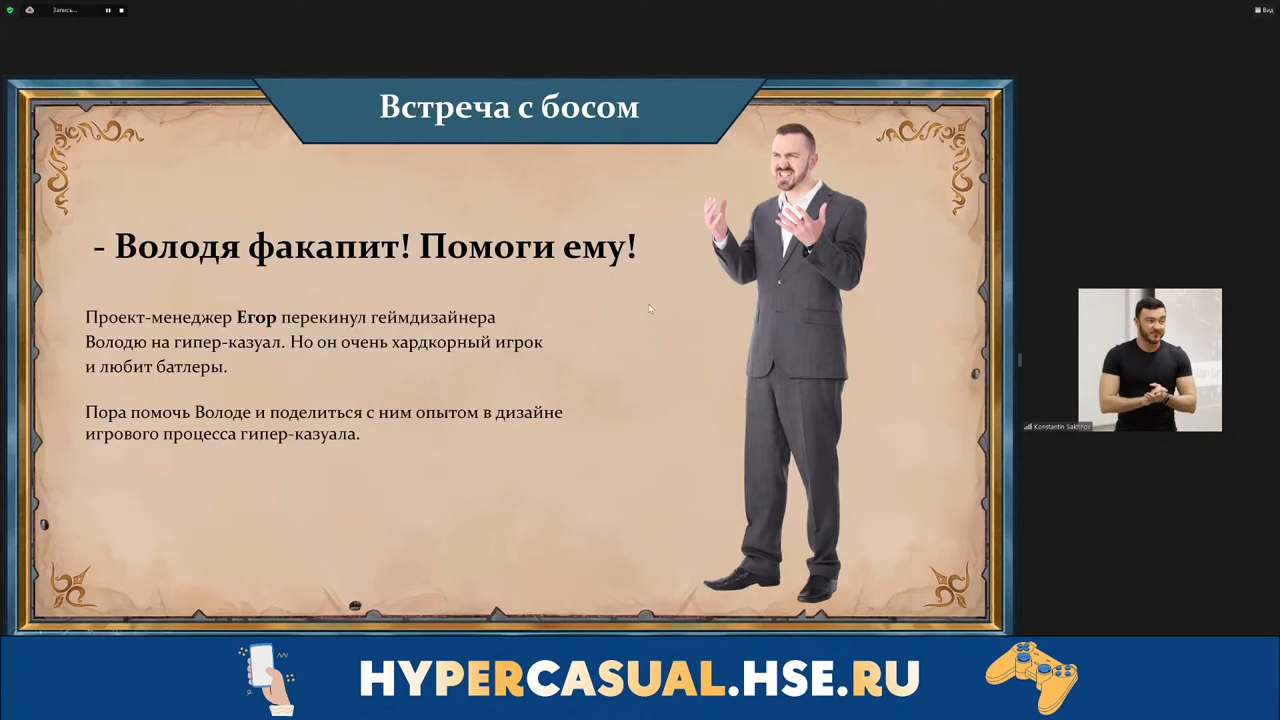 Запись...
Вид
Встреча с босом
- Володя факапит! Помоги ему!
Проект-менеджер Егор перекинул геймдизайнера
Володю на гипер-казуал. Но он очень хардкорный игрок
и любит батлеры.
Пора помочь Володе и поделиться с ним опытом в дизайне
игрового процесса гипер-казуала.
Konstantin Sakhnov
HYPERCASUAL.HSE.RU